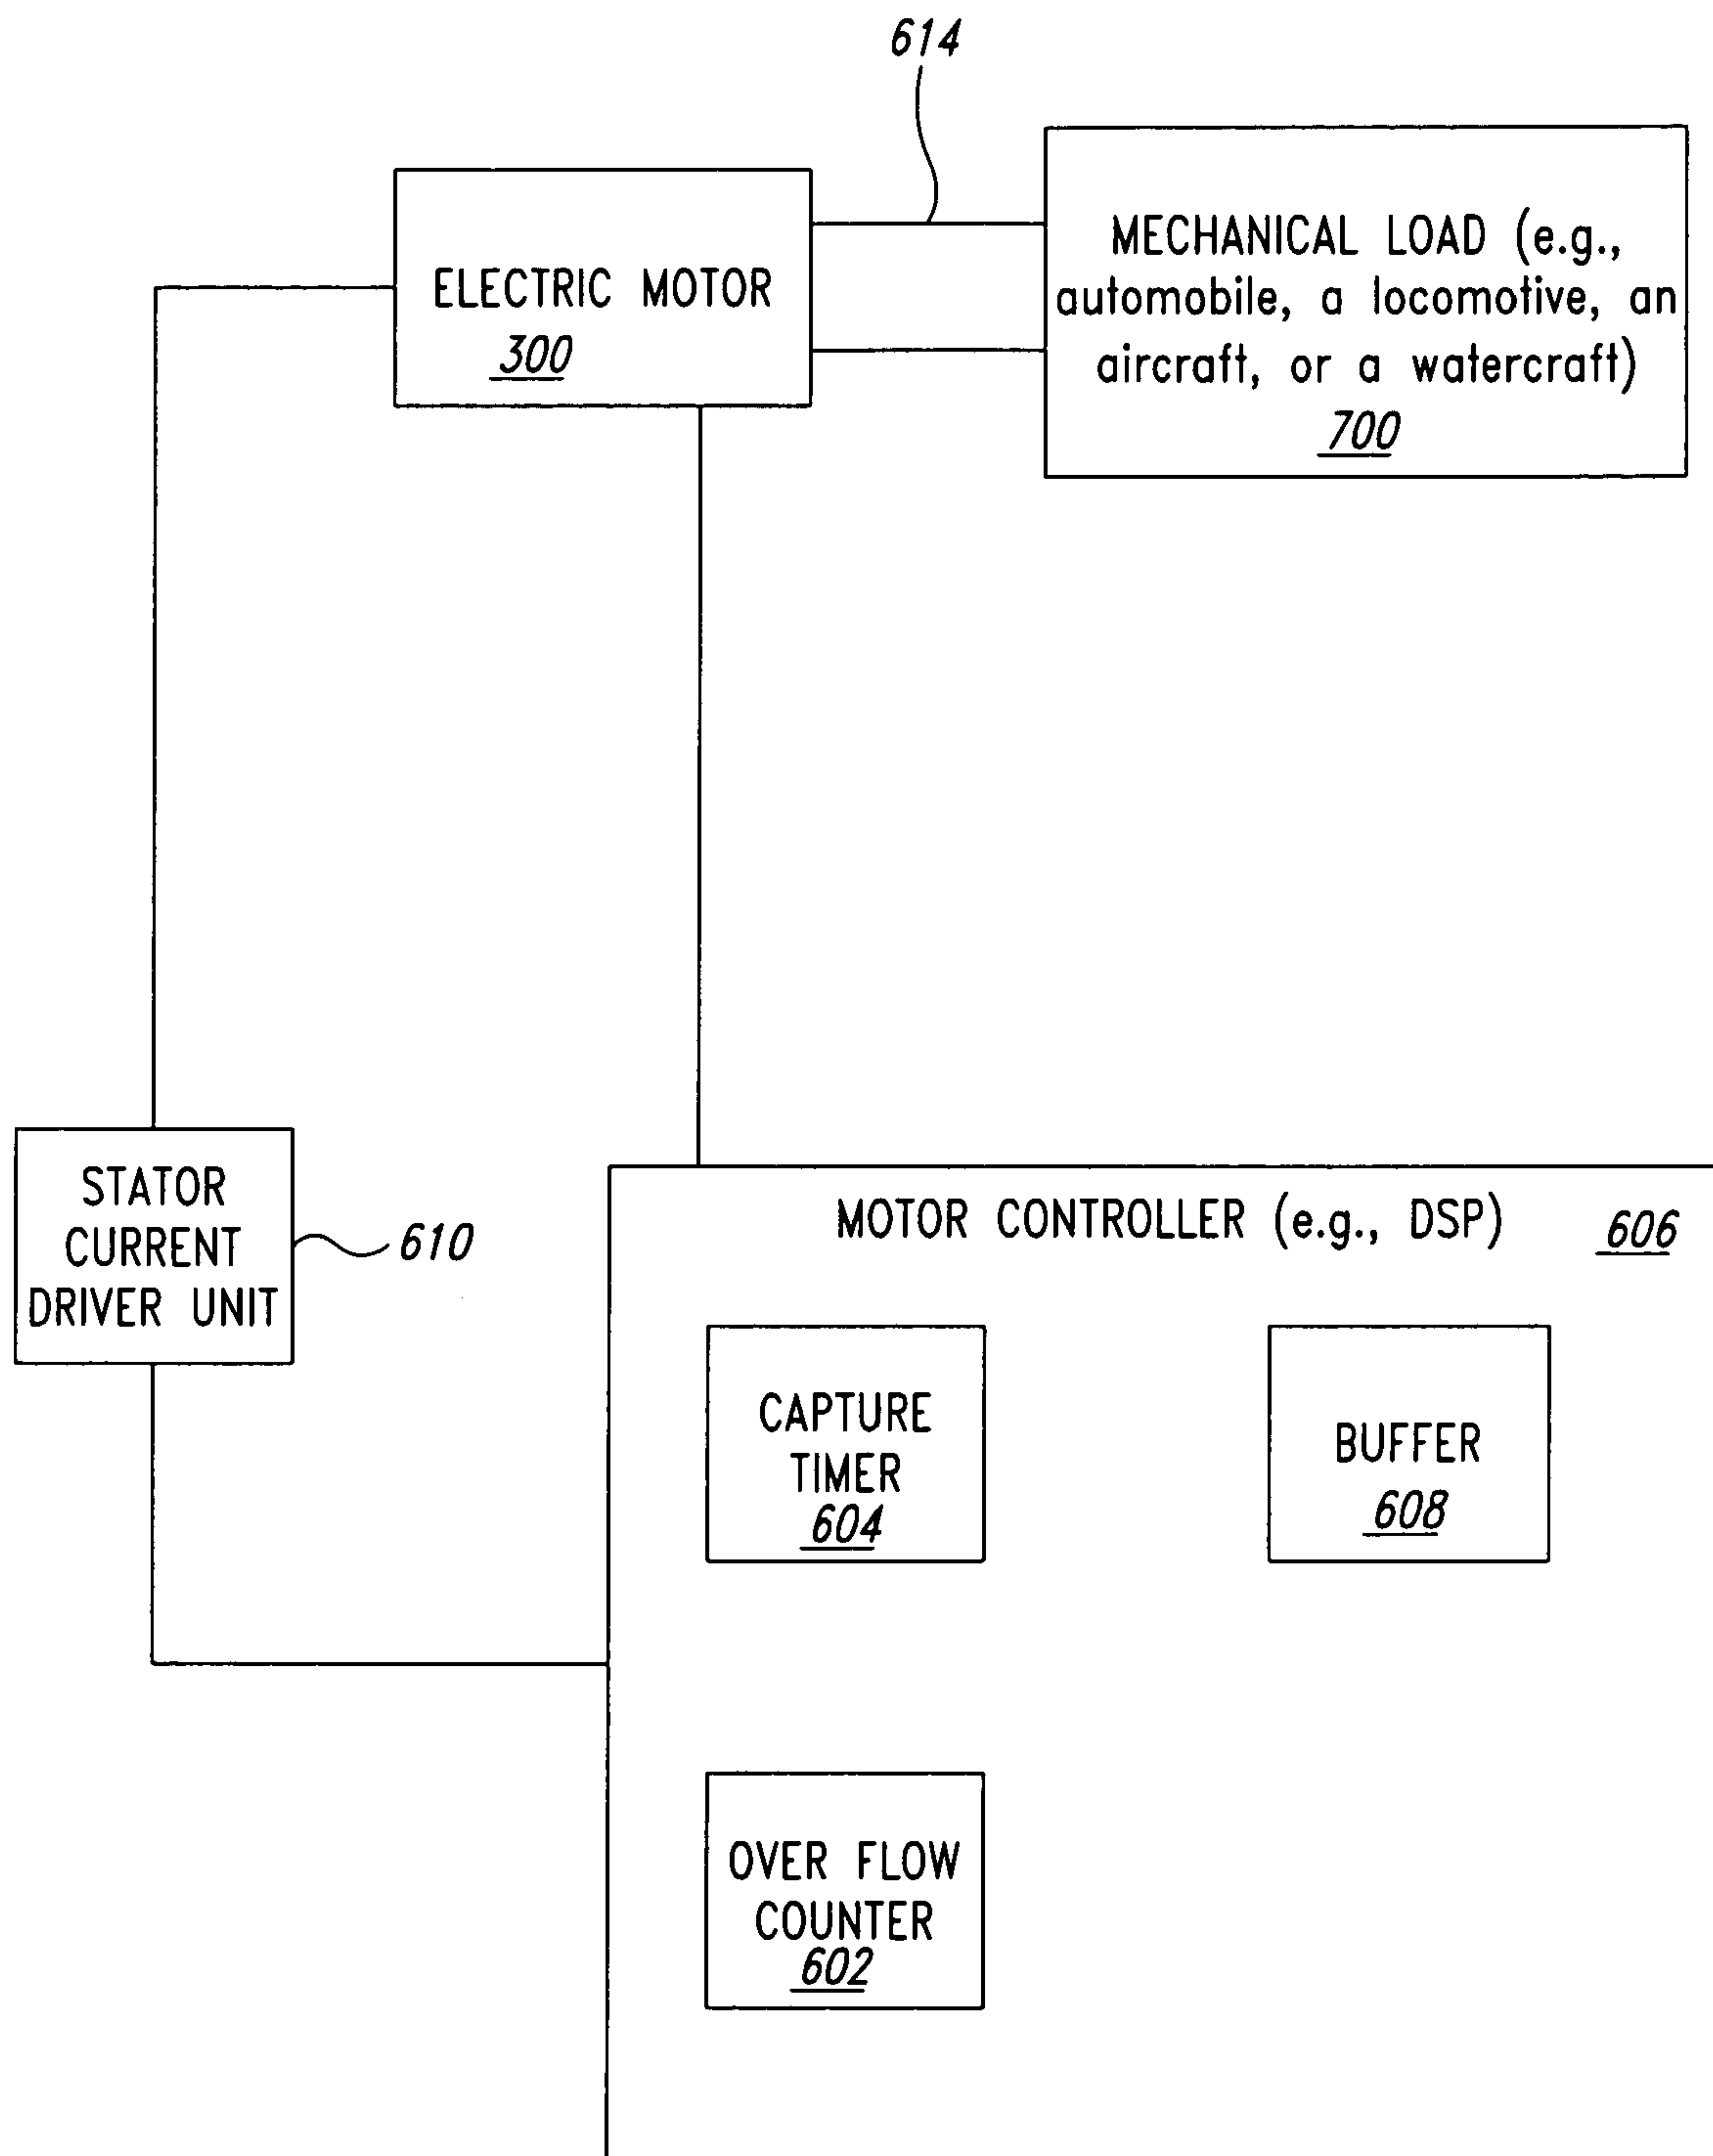 614
ELECTRIC MOTOR
300
MECHANICAL LOAD (e.g.,
automobile, a locomotive, an
aircraft, or a watercraft)
700
STATOR
CURRENT
DRIVER UNIT
610
MOTOR CONTROLLER (e.g., DSP)
606
CAPTURE
TIMER
604
BUFFER
608
OVER FLOW
COUNTER
602